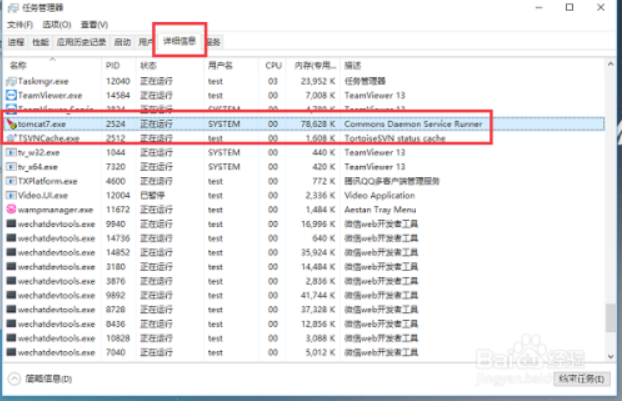 任务管理器
文件(F) 选项(O) 查看(V)
进程 性能 应用历史记录 启动 用户 详细信息 服务
名称 PID 状态 用户名 CPU 内存(专用... 描述
Taskmgr.exe 12040 正在运行 test 03 23,952 K 任务管理器
TeamViewer.exe 14584 正在运行 test 00 7,008 K TeamViewer 13
TeamViewer_Servic... 正在运行 SYSTEM 00 TeamViewer 13
tomcat7.exe 2524 正在运行 SYSTEM 00 78,628 K Commons Daemon Service Runner
TSVNCache.exe 2512 正在运行 test 00 1,608 K TortoiseSVN status cache
tv_w32.exe 1044 正在运行 SYSTEM 00 440 K TeamViewer 13
tv_x64.exe 7320 正在运行 SYSTEM 00 420 K TeamViewer 13
TXPlatform.exe 4600 正在运行 test 00 772 K 腾讯QQ多客户端管理服务
Video.UI.exe 12004 已暂停 test 00 2,336 K Video Application
wampmanager.exe 11672 正在运行 test 00 1,484 K Aestan Tray Menu
wechatdevtools.exe 9940 正在运行 test 00 16,996 K 微信web开发者工具
wechatdevtools.exe 14736 正在运行 test 00 640 K 微信web开发者工具
wechatdevtools.exe 14852 正在运行 test 00 35,924 K 微信web开发者工具
wechatdevtools.exe 3180 正在运行 test 00 14,484 K 微信web开发者工具
wechatdevtools.exe 3876 正在运行 test 00 2,836 K 微信web开发者工具
wechatdevtools.exe 9892 正在运行 test 00 41,744 K 微信web开发者工具
wechatdevtools.exe 8728 正在运行 test 00 37,328 K 微信web开发者工具
wechatdevtools.exe 8436 正在运行 test 00 12,856 K 微信web开发者工具
wechatdevtools.exe 10828 正在运行 test 00 3,088 K 微信web开发者工具
wechatdevtools.exe 7040 正在运行 test 00 5,012 K 微信web开发者工具
Baidu经验
jingyan.baidu
简略信息(D) 结束任务(E)